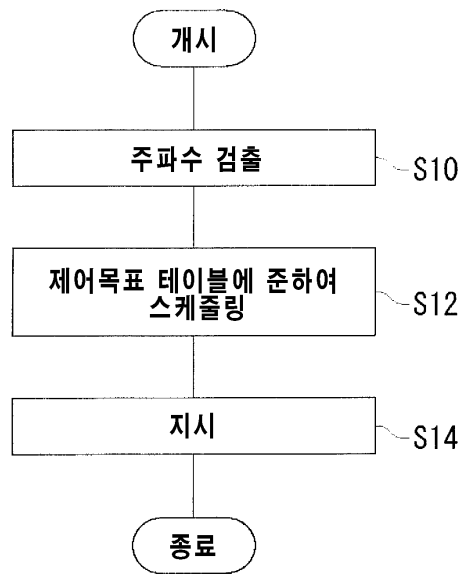 개시
주파수 검출
S10
제어목표 테이블에 준하여
스케줄링
S12
지시
S14
종료